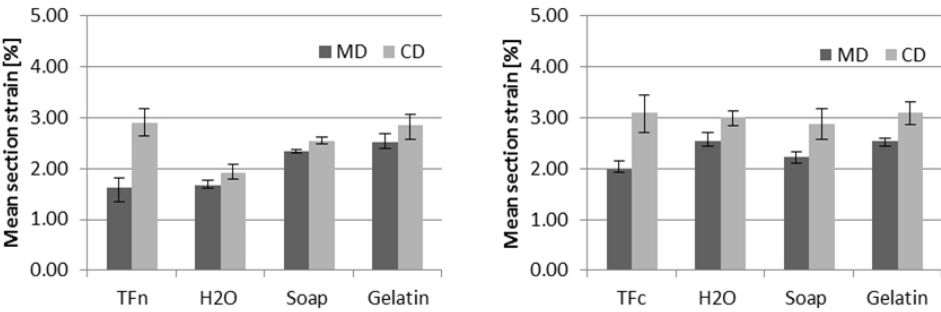 Mean section strain [%]
5.00
4.00
3.00
2.00
1.00
0.00
MD CD
TFn H2O Soap Gelatin
Mean section strain [%]
5.00
4.00
3.00
2.00
1.00
0.00
MD CD
TFc H2O Soap Gelatin